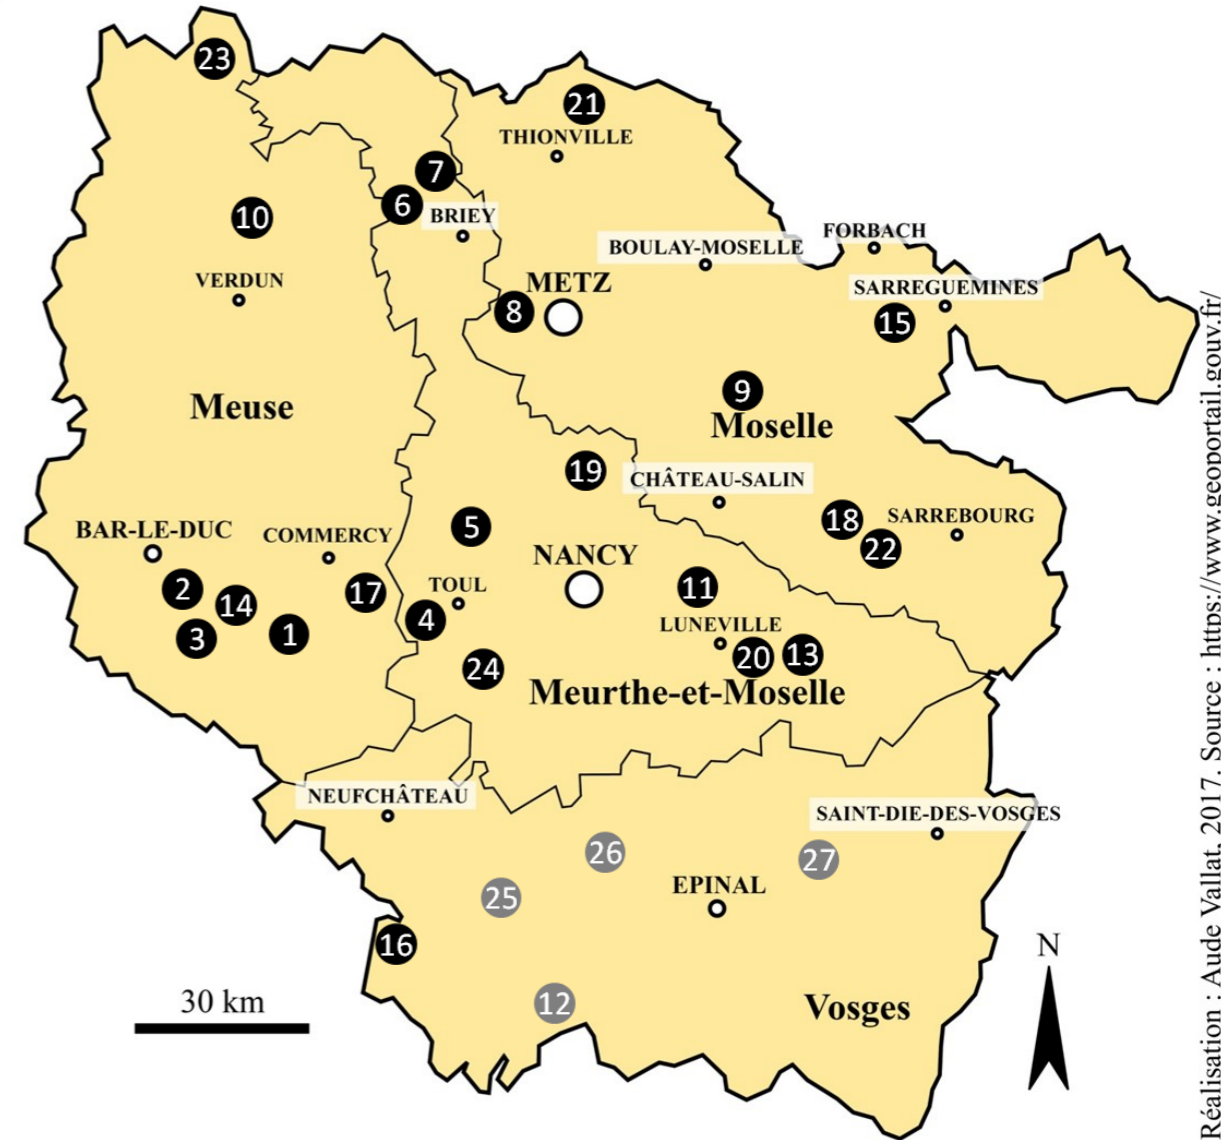 23
21
THIONVILLE
7
6
BRIEY
10
FORBACH
BOULAY-MOSELLE
VERDUN
METZ
SARREGUEMINES
8
15
9
Meuse
Moselle
19
CHÂTEAU-SALIN
18
SARREBOURG
5
BAR-LE-DUC
COMMERCY
22
NANCY
2
17
TOUL
11
14
4
LUNEVILLE
3
1
20
13
24
Meurthe-et-Moselle
NEUFCHÂTEAU
SAINT-DIE-DES-VOSGES
26
27
EPINAL
25
16
N
30 km
12
Vosges
Réalisation : Aude Vallat, 2017. Source : https://www.geoportail.gouv.fr/